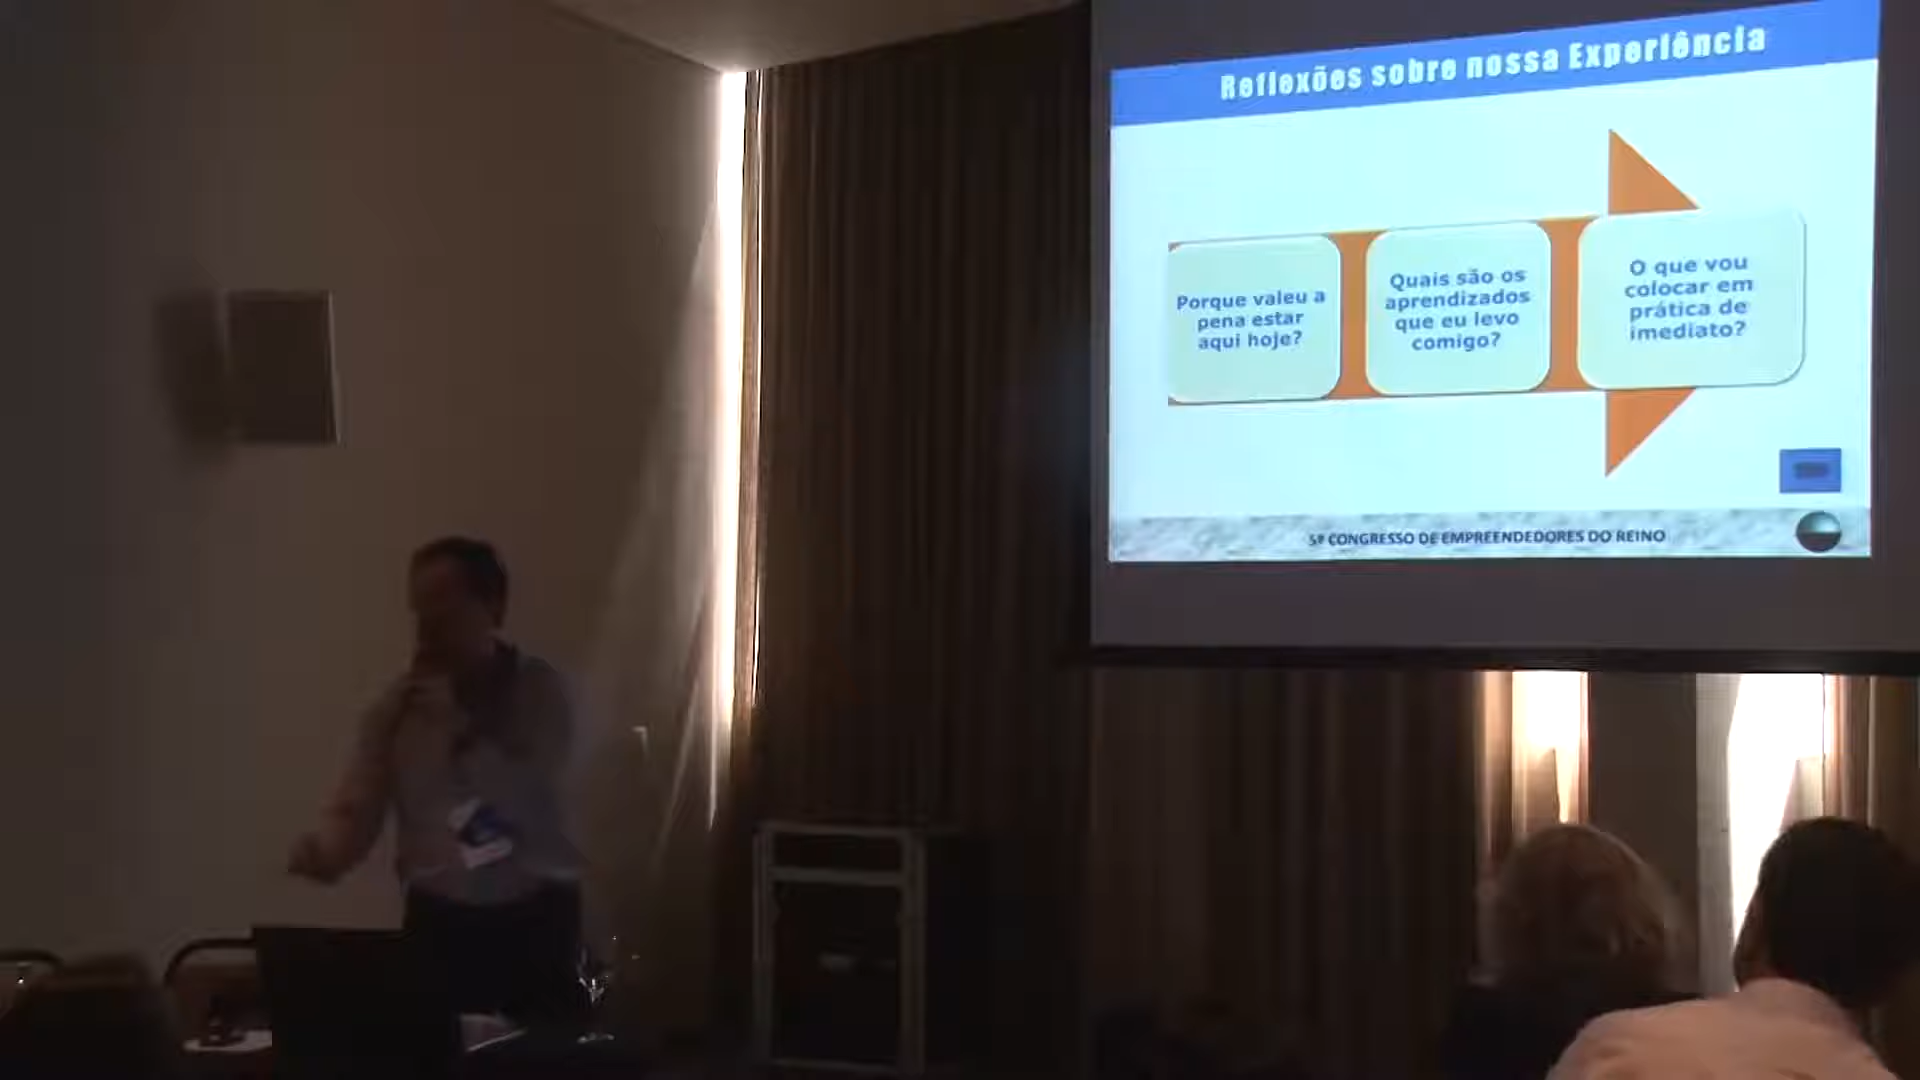 Reflexões sobre nossa Experiência
Porque valeu a
pena estar
aqui hoje?
Quais são os
aprendizados
que eu levo
comigo?
O que vou
colocar em
prática de
imediato?
5º CONGRESSO DE EMPREENDEDORES DO REINO